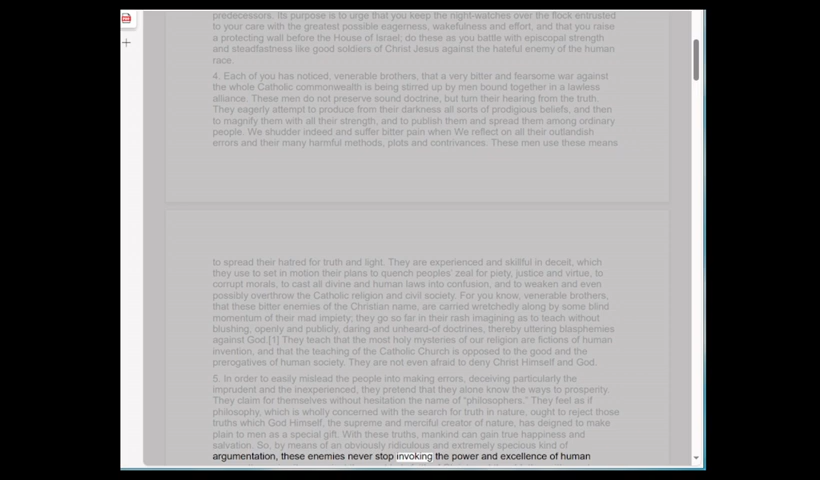 predecessors. Its purpose is to urge that you keep the night-watches over the flock entrusted
to your care with the greatest possible eagerness, wakefulness and effort, and that you raise
a protecting wall before the House of Israel; do these as you battle with episcopal strength
and steadfastness like good soldiers of Christ Jesus against the hateful enemy of the human
race.
4. Each of you has noticed, venerable brothers, that a very bitter and fearsome war against
the whole Catholic commonwealth is being stirred up by men bound together in a lawless
alliance. These men do not preserve sound doctrine, but turn their hearing from the truth.
They eagerly attempt to produce from their darkness all sorts of prodigious beliefs, and then
to magnify them with all their strength, and to publish them and spread them among ordinary
people. We shudder indeed and suffer bitter pain when We reflect on all their outlandish
errors and their many harmful methods, plots and contrivances. These men use these means
to spread their hatred for truth and light. They are experienced and skillful in deceit, which
they use to set in motion their plans to quench peoples' zeal for piety, justice and virtue, to
corrupt morals, to cast all divine and human laws into confusion, and to weaken and even
possibly overthrow the Catholic religion and civil society. For you know, venerable brothers,
that these bitter enemies of the Christian name, are carried wretchedly along by some blind
momentum of their mad impiety; they go so far in their rash imagining as to teach without
blushing, openly and publicly, daring and unheard-of doctrines, thereby uttering blasphemies
against God.[1] They teach that the most holy mysteries of our religion are fictions of human
invention, and that the teaching of the Catholic Church is opposed to the good and the
prerogatives of human society. They are not even afraid to deny Christ Himself and God.
5. In order to easily mislead the people into making errors, deceiving particularly the
imprudent and the inexperienced, they pretend that they alone know the ways to prosperity.
They claim for themselves without hesitation the name of "philosophers." They feel as if
philosophy, which is wholly concerned with the search for truth in nature, ought to reject those
truths which God Himself, the supreme and merciful creator of nature, has deigned to make
plain to men as a special gift. With these truths, mankind can gain true happiness and
salvation. So, by means of an obviously ridiculous and extremely specious kind of
argumentation, these enemies never stop invoking the power and excellence of human